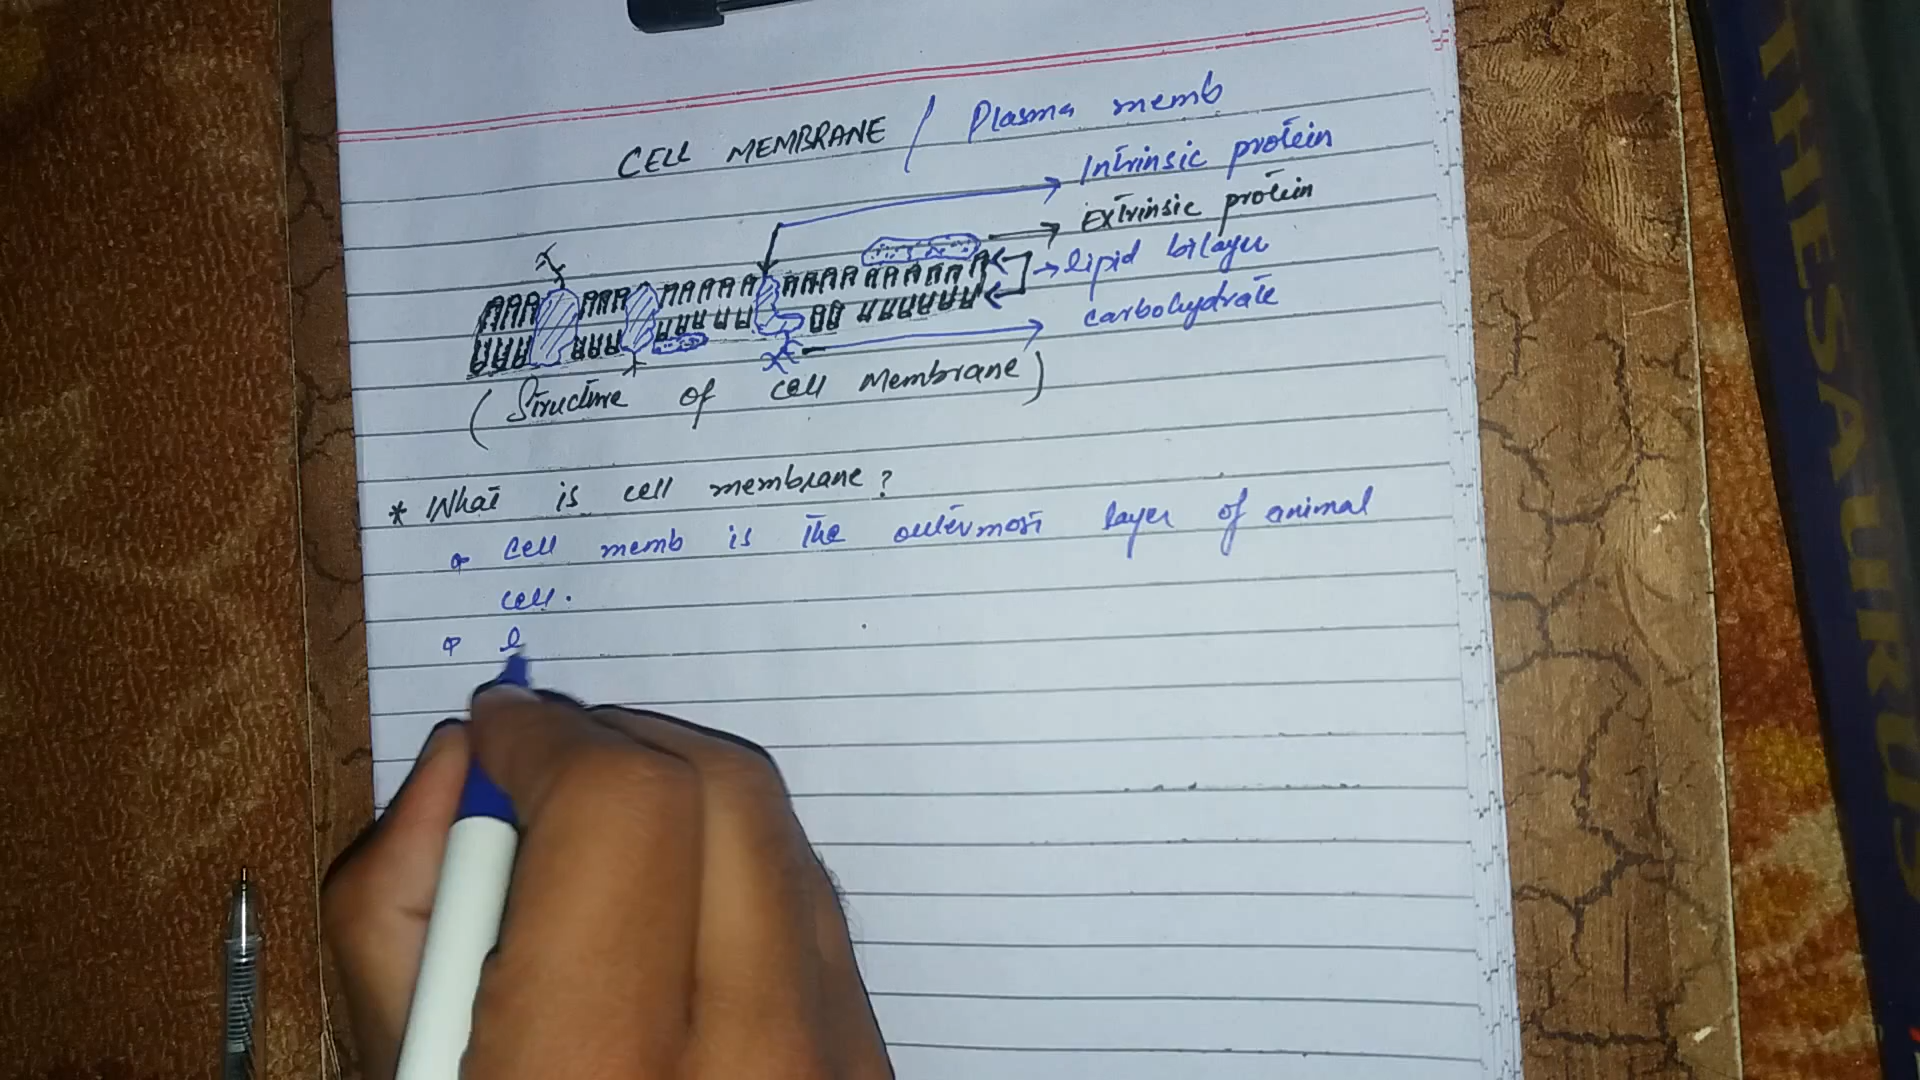 CELL MEMBRANE / Plasma memb
Intrinsic protein
Extrinsic protein
lipid bilayer
carbohydrate
(Structure of cell Membrane)
* What is cell membrane?
Cell memb is the outermost layer of animal
cell.
THESAURUS